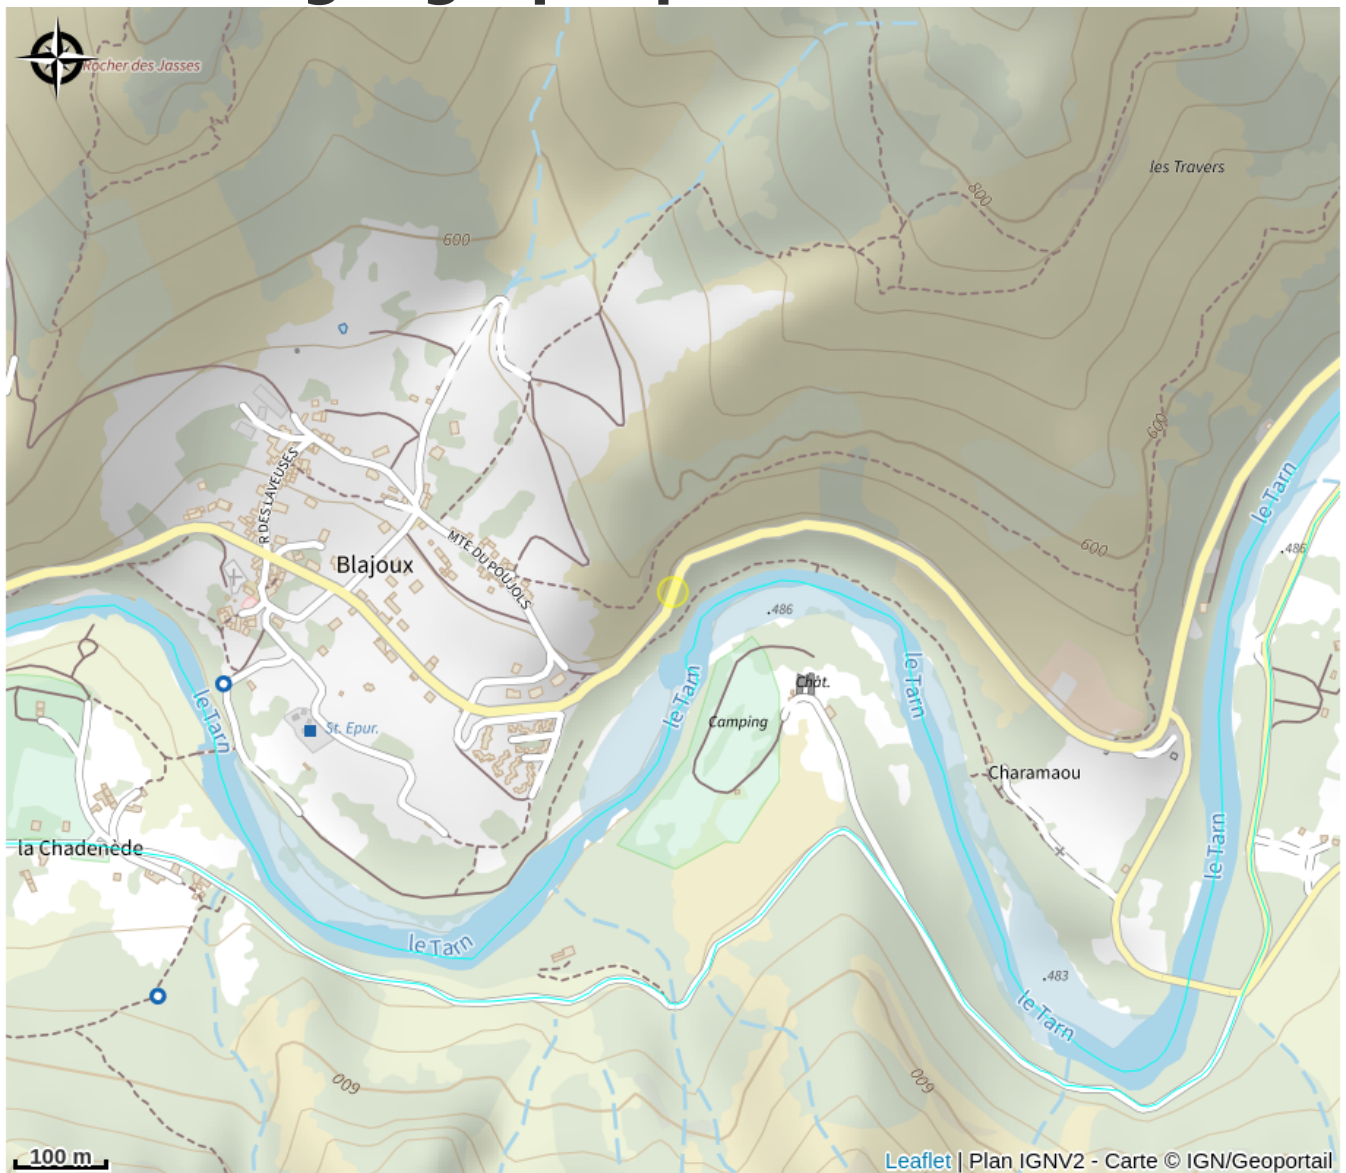 Rocher des Jasses
les Travers
800
600
600
le Tarn
R DES LAVEUSES
MTE DU POUJOLS
600
.486
Blajoux
.486
le Tarn
le Tarn
le Tarn
Chât.
Camping
St. Epur.
Charamaou
le Tarn
la Chadenède
le Tarn
.483
le Tarn
600
600
100 m
Leaflet | Plan IGNV2 - Carte © IGN/Geoportail